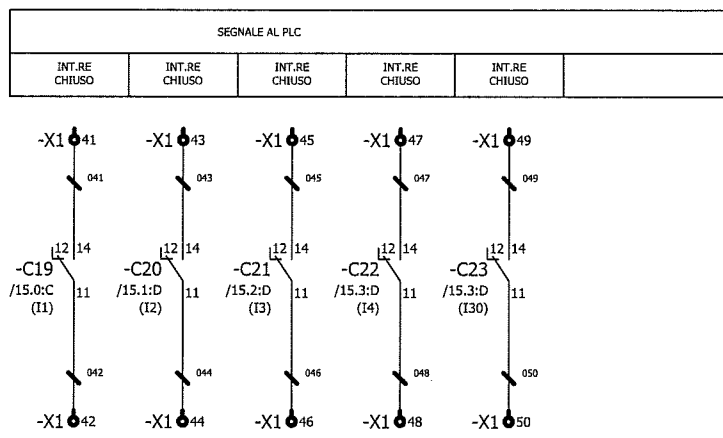 SEGNALE AL PLC
INT.RE CHIUSO INT.RE CHIUSO INT.RE CHIUSO INT.RE CHIUSO INT.RE CHIUSO
-X1 41 -X1 43 -X1 45 -X1 47 -X1 49
041 043 045 047 049
12 14 12 14 12 14 12 14 12 14
-C19 -C20 -C21 -C22 -C23
/15.0:C 11 /15.1:D 11 /15.2:D 11 /15.3:D 11 /15.3:D 11
(I1) (I2) (I3) (I4) (I30)
042 044 046 048 050
-X1 42 -X1 44 -X1 46 -X1 48 -X1 50